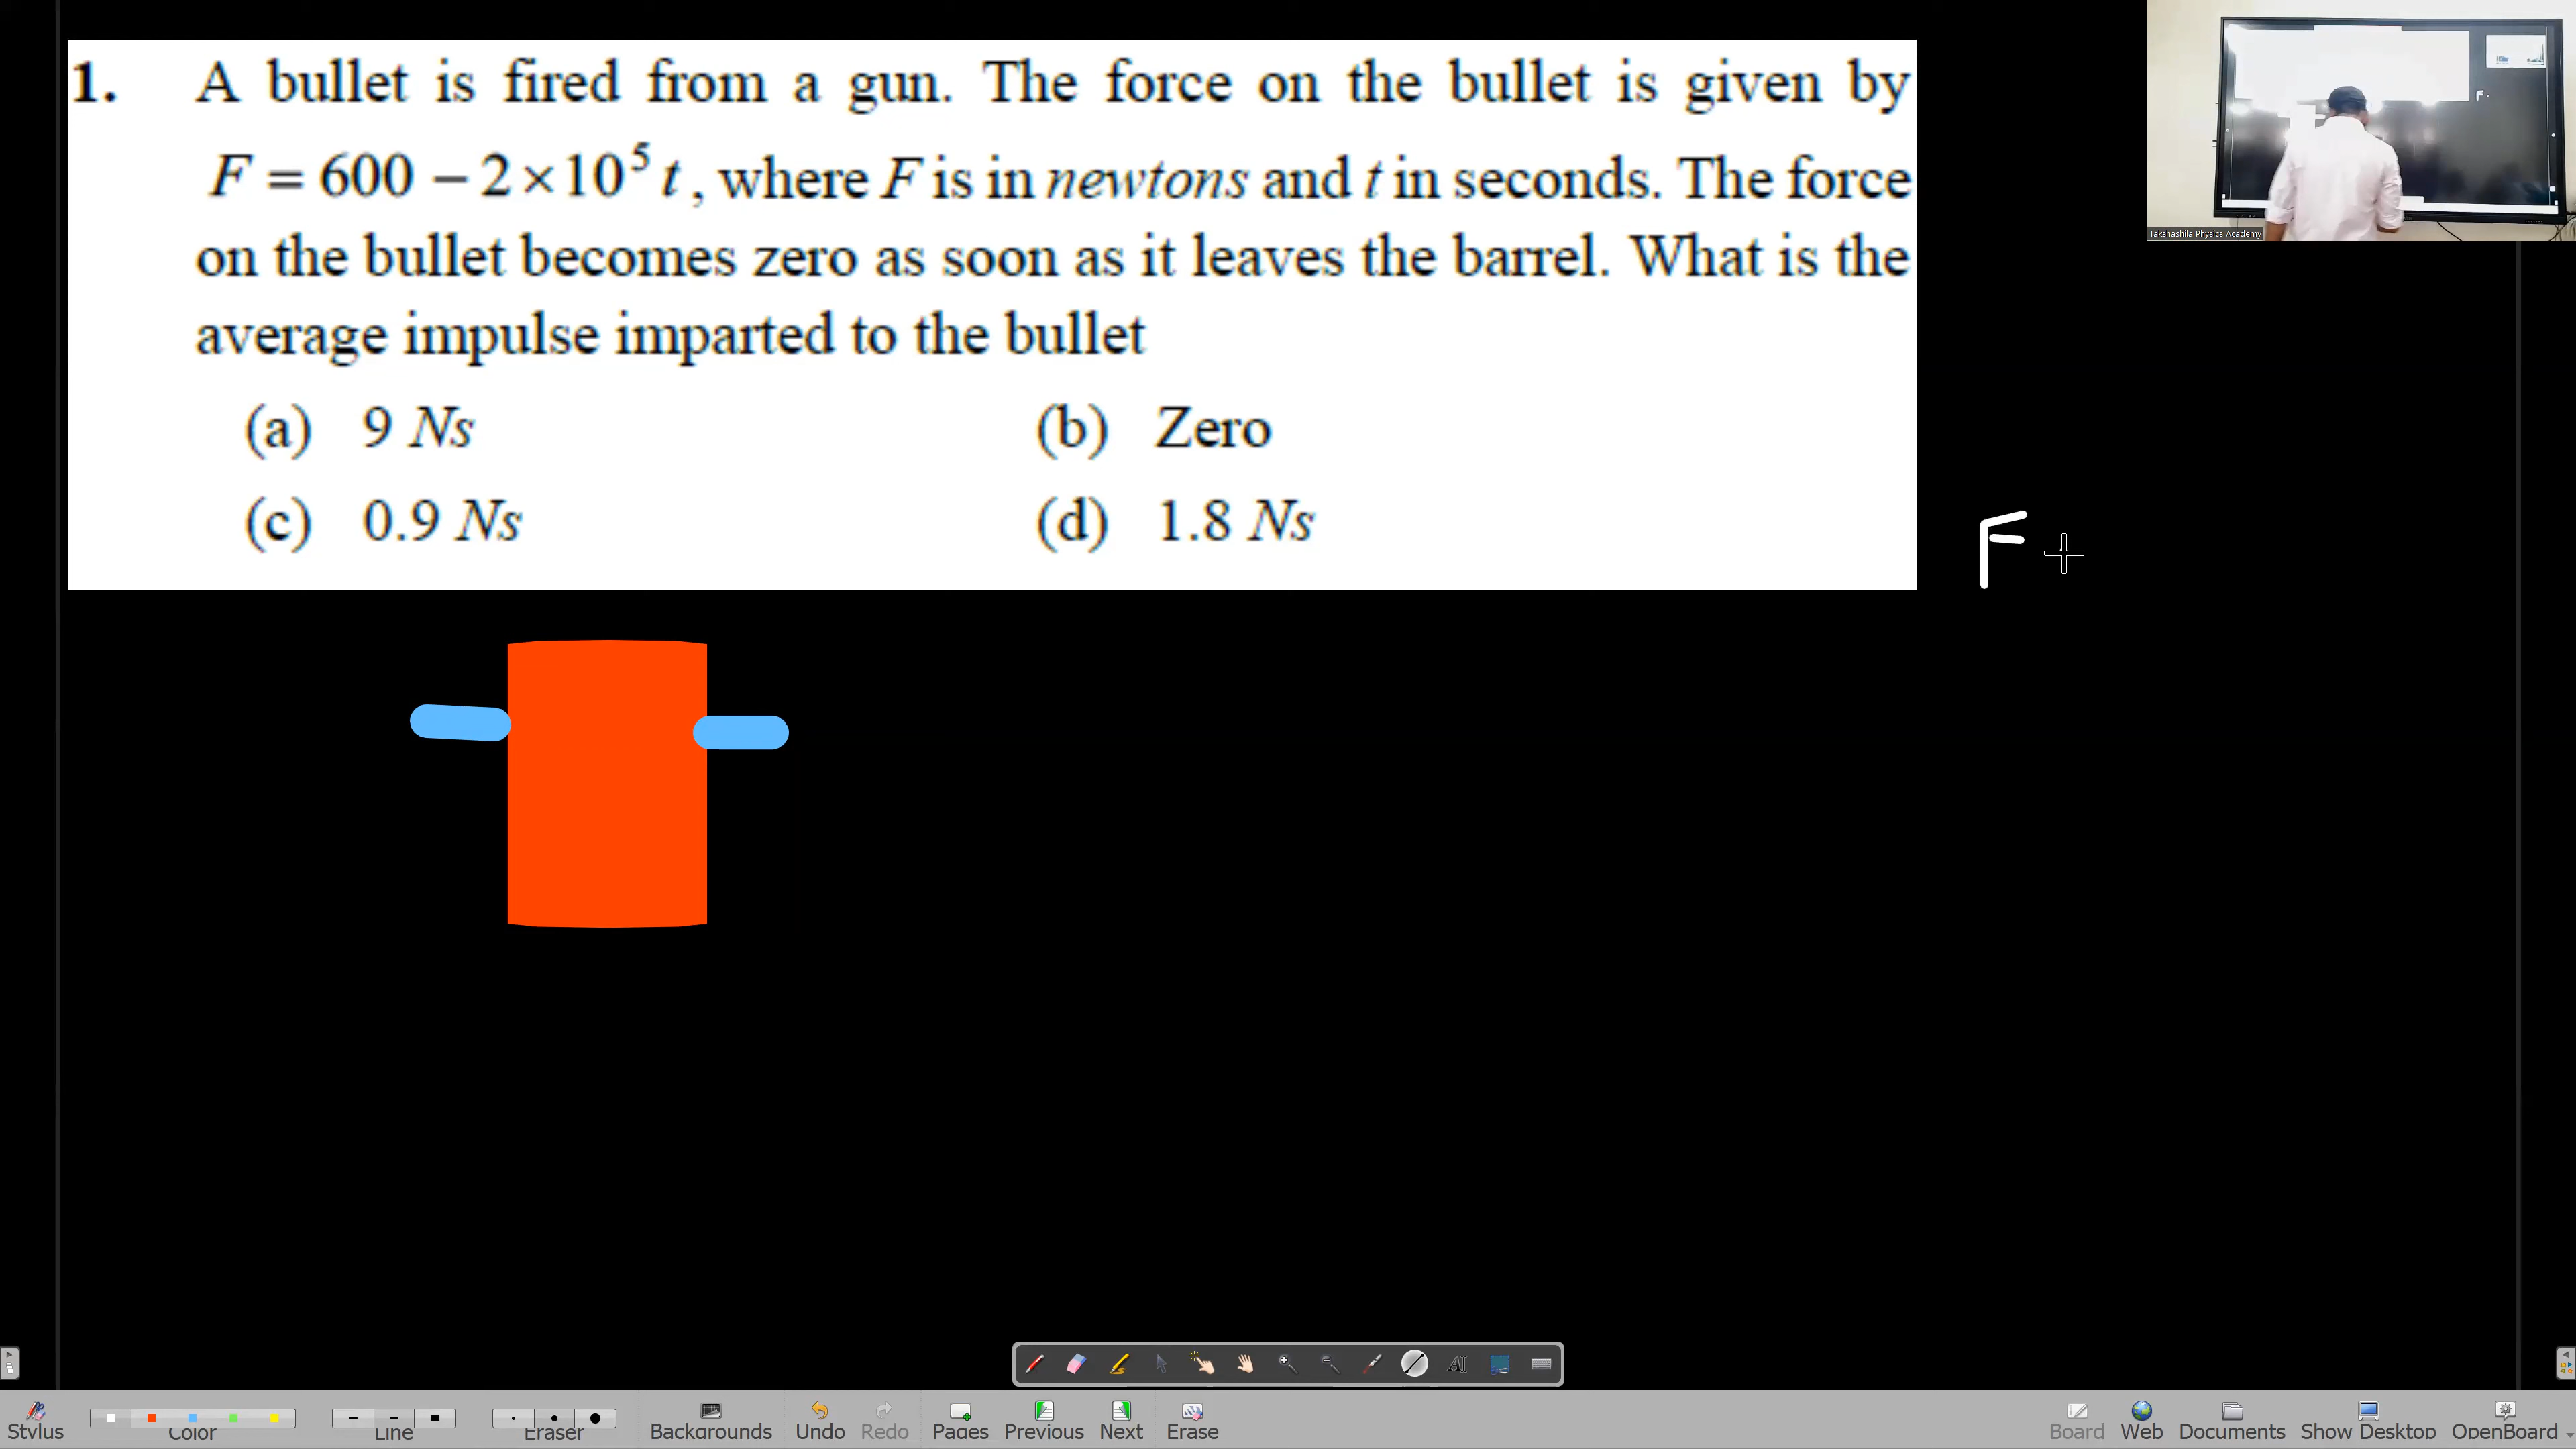 1. A bullet is fired from a gun. The force on the bullet is given by
F = 600 – 2×10⁵ t, where F is in newtons and t in seconds. The force
on the bullet becomes zero as soon as it leaves the barrel. What is the
average impulse imparted to the bullet
(a) 9 Ns (b) Zero
(c) 0.9 Ns (d) 1.8 Ns
F
Takshashila Physics Academy
Stylus Color Line Eraser Backgrounds Undo Redo Pages Previous Next Erase Board Web Documents Show Desktop OpenBoard